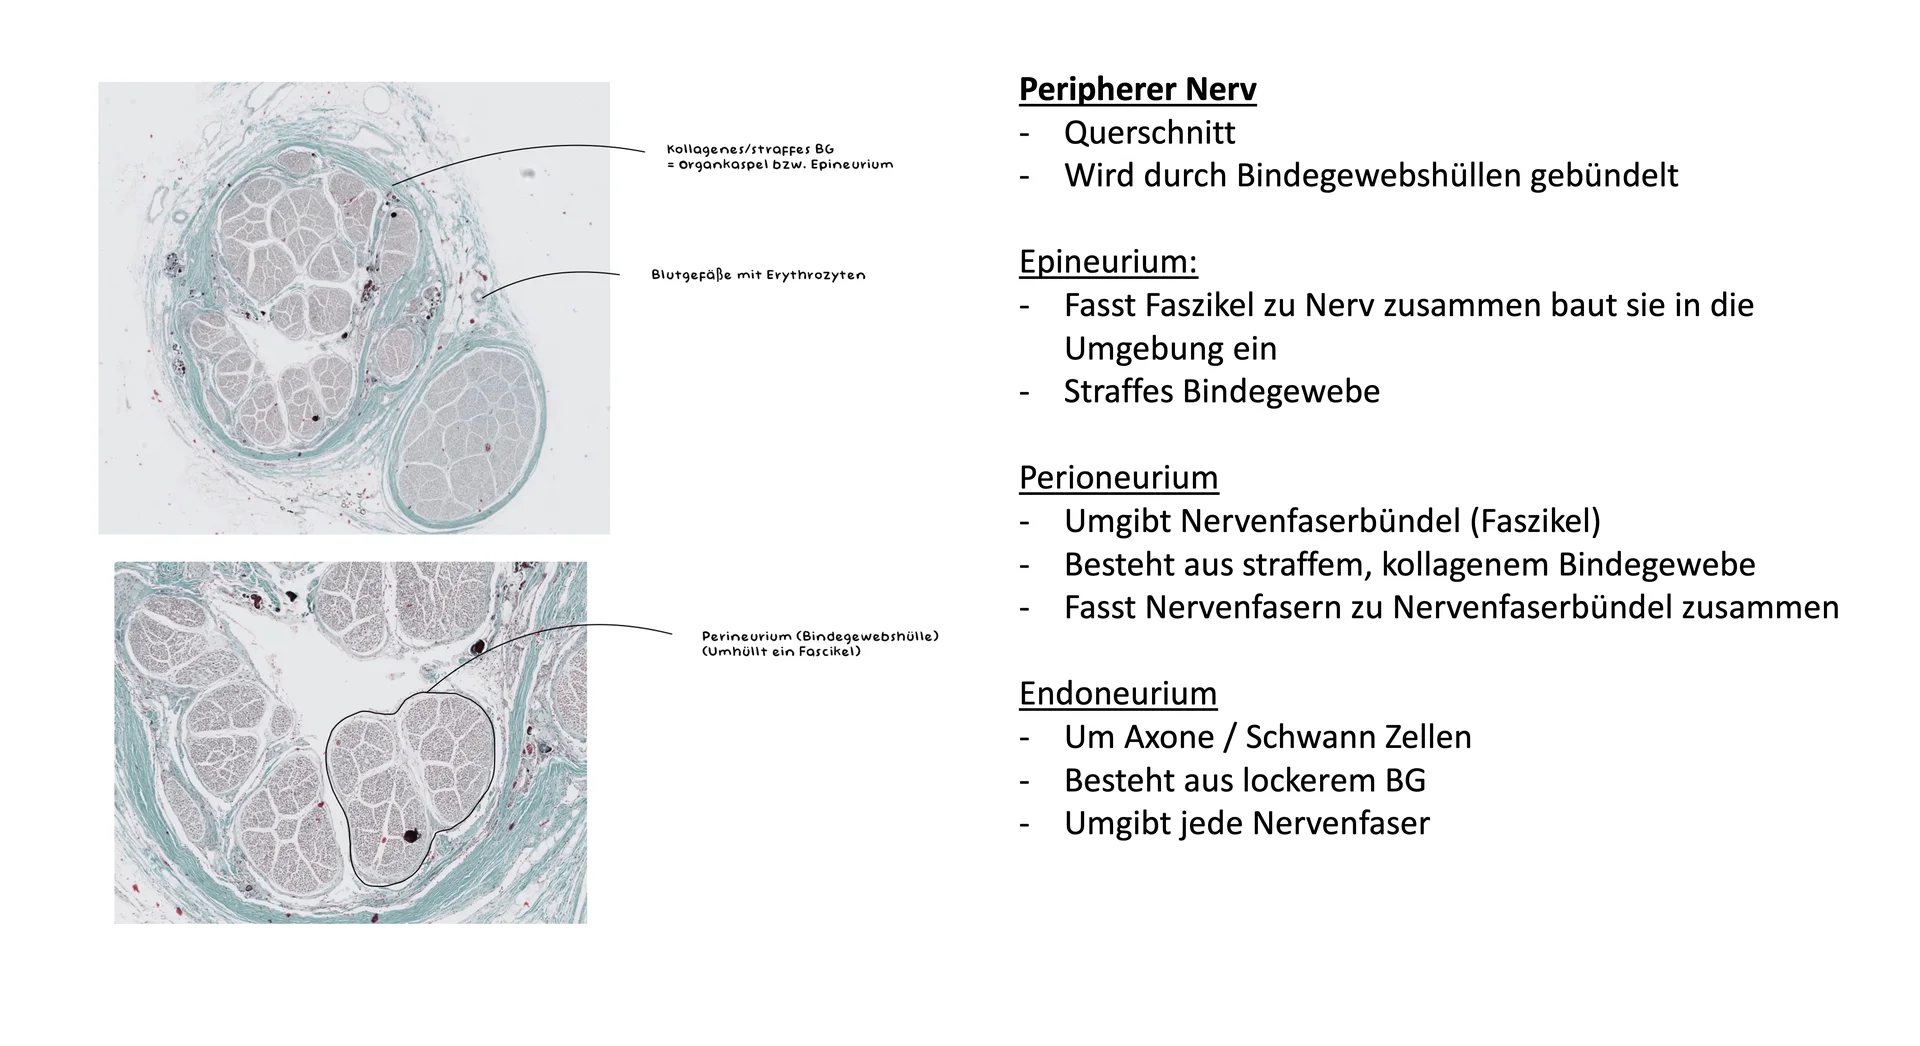 Kollagenes/straffes BG
= Organkaspel bzw. Epineurium
Blutgefäße mit Erythrozyten
Perineurium (Bindegewebshülle)
(Umhüllt ein Fascikel)
Peripherer Nerv
- Querschnitt
- Wird durch Bindegewebshüllen gebündelt
Epineurium:
- Fasst Faszikel zu Nerv zusammen baut sie in die
Umgebung ein
- Straffes Bindegewebe
Perioneurium
- Umgibt Nervenfaserbündel (Faszikel)
- Besteht aus straffem, kollagenem Bindegewebe
- Fasst Nervenfasern zu Nervenfaserbündel zusammen
Endoneurium
- Um Axone / Schwann Zellen
- Besteht aus lockerem BG
- Umgibt jede Nervenfaser